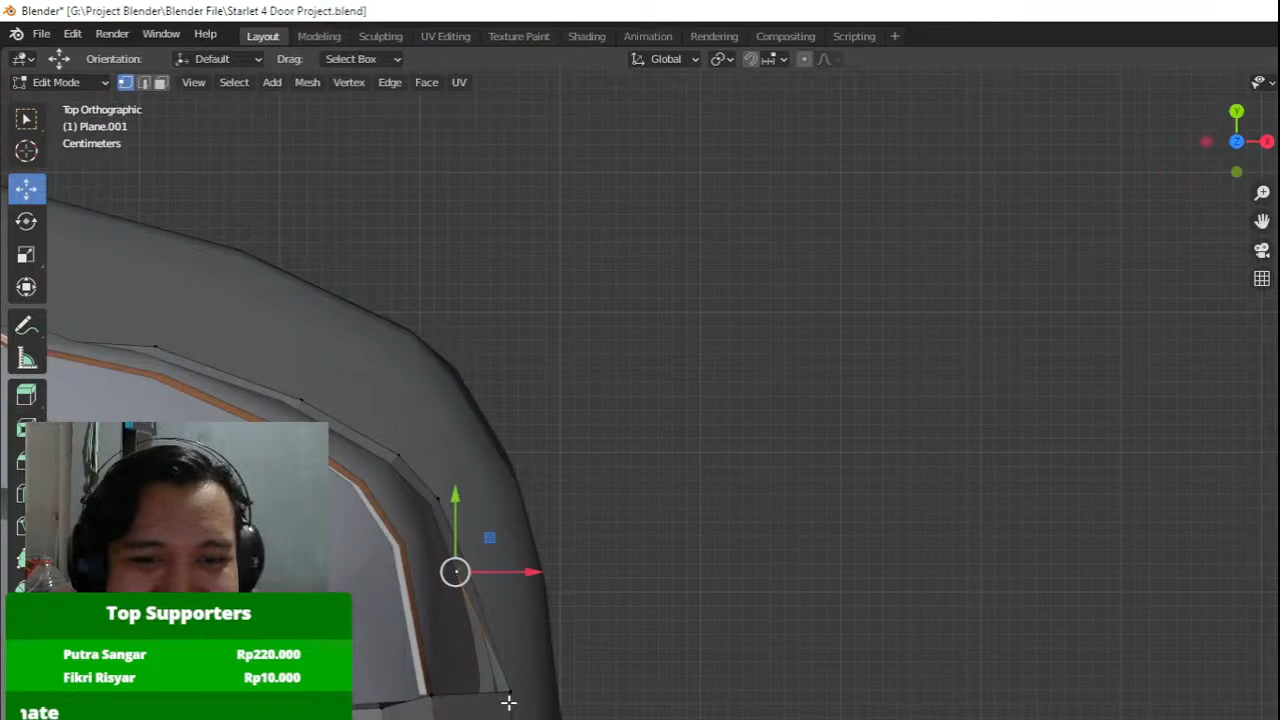 Blender* [G:\Project Blender\Blender File\Starlet 4 Door Project.blend]
File Edit Render Window Help Layout Modeling Sculpting UV Editing Texture Paint Shading Animation Rendering Compositing Scripting +
Orientation: Default Drag: Select Box Global
Edit Mode View Select Add Mesh Vertex Edge Face UV
Top Orthographic
(1) Plane.001
Centimeters
Y
Z
X
Top Supporters
Putra Sangar Rp220.000
Fikri Risyar Rp10.000
nate